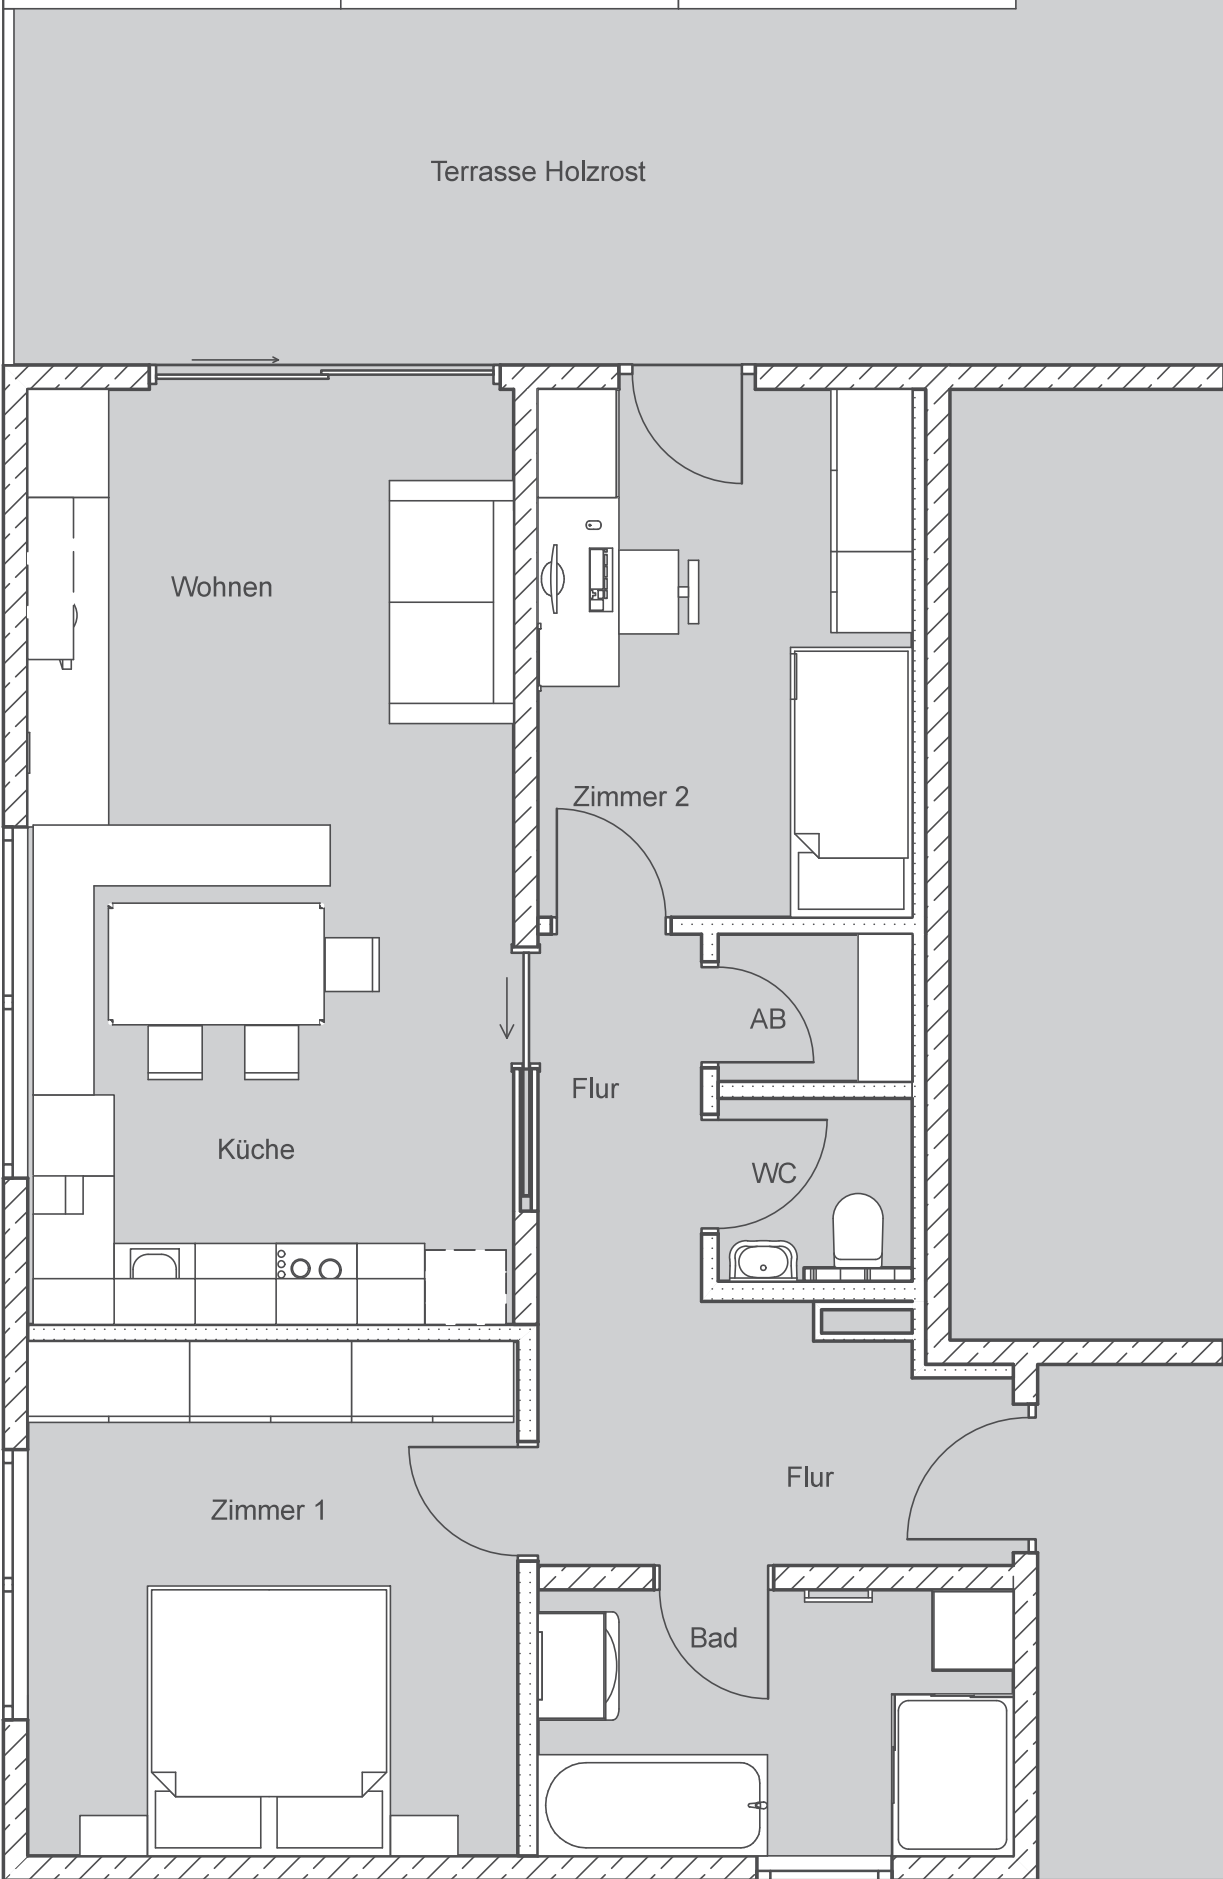 Terrasse Holzrost
Wohnen
Zimmer 2
AB
Flur
Küche
WC
Flur
Zimmer 1
Bad